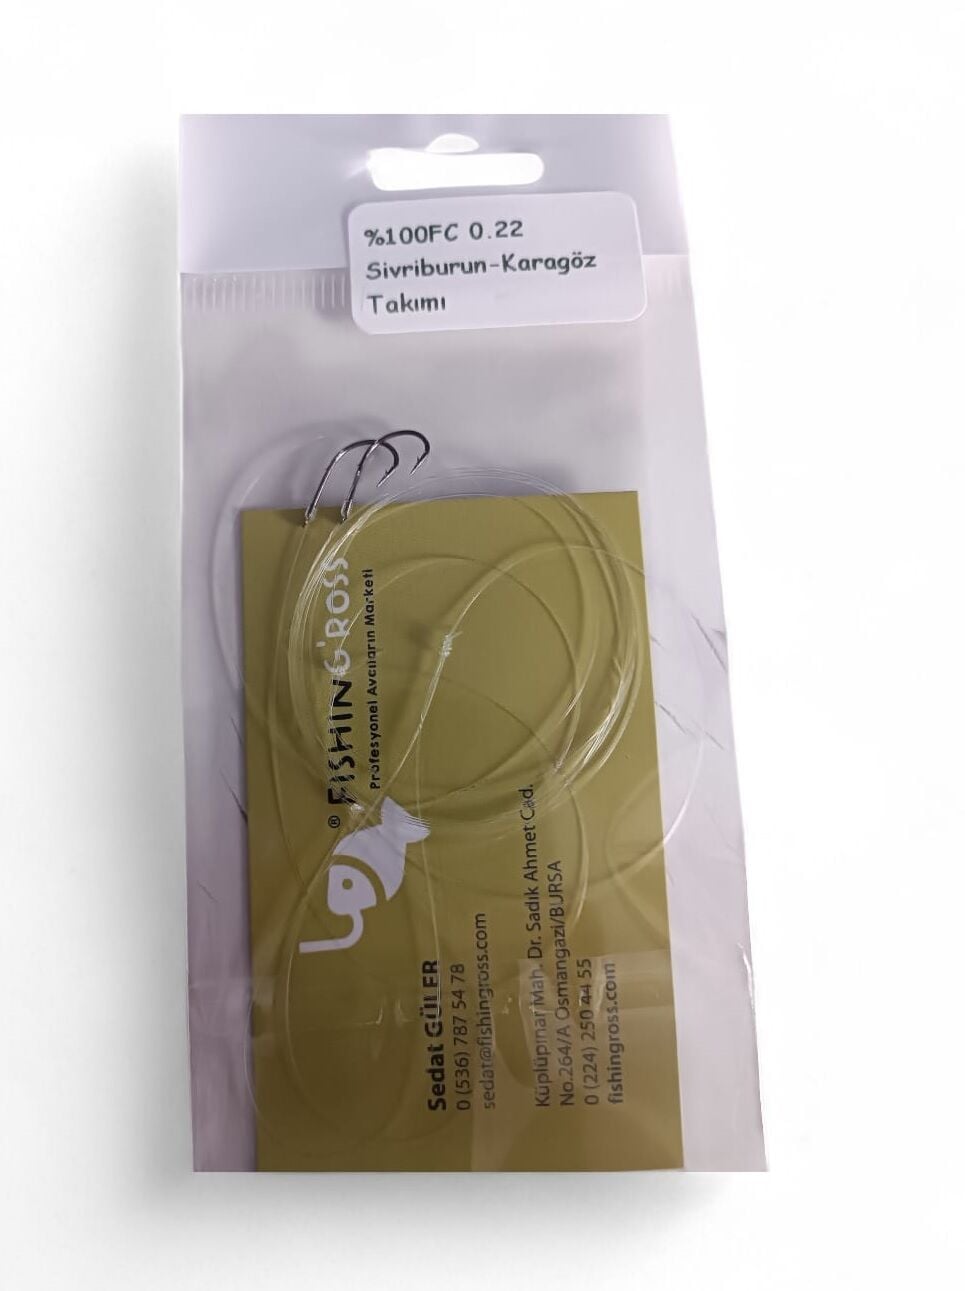 %100FC 0.22
Sivriburun-Karagöz
Takımı
® FISHING'ROSS
Profesyonel Avcıların Marketi
Sedat GÜLER
0 (536) 787 54 78
sedat@fishingross.com
Küplüpınar Mah. Dr. Sadık Ahmet Cad.
No.264/A Osmangazi/BURSA
0 (224) 250 44 55
fishingross.com